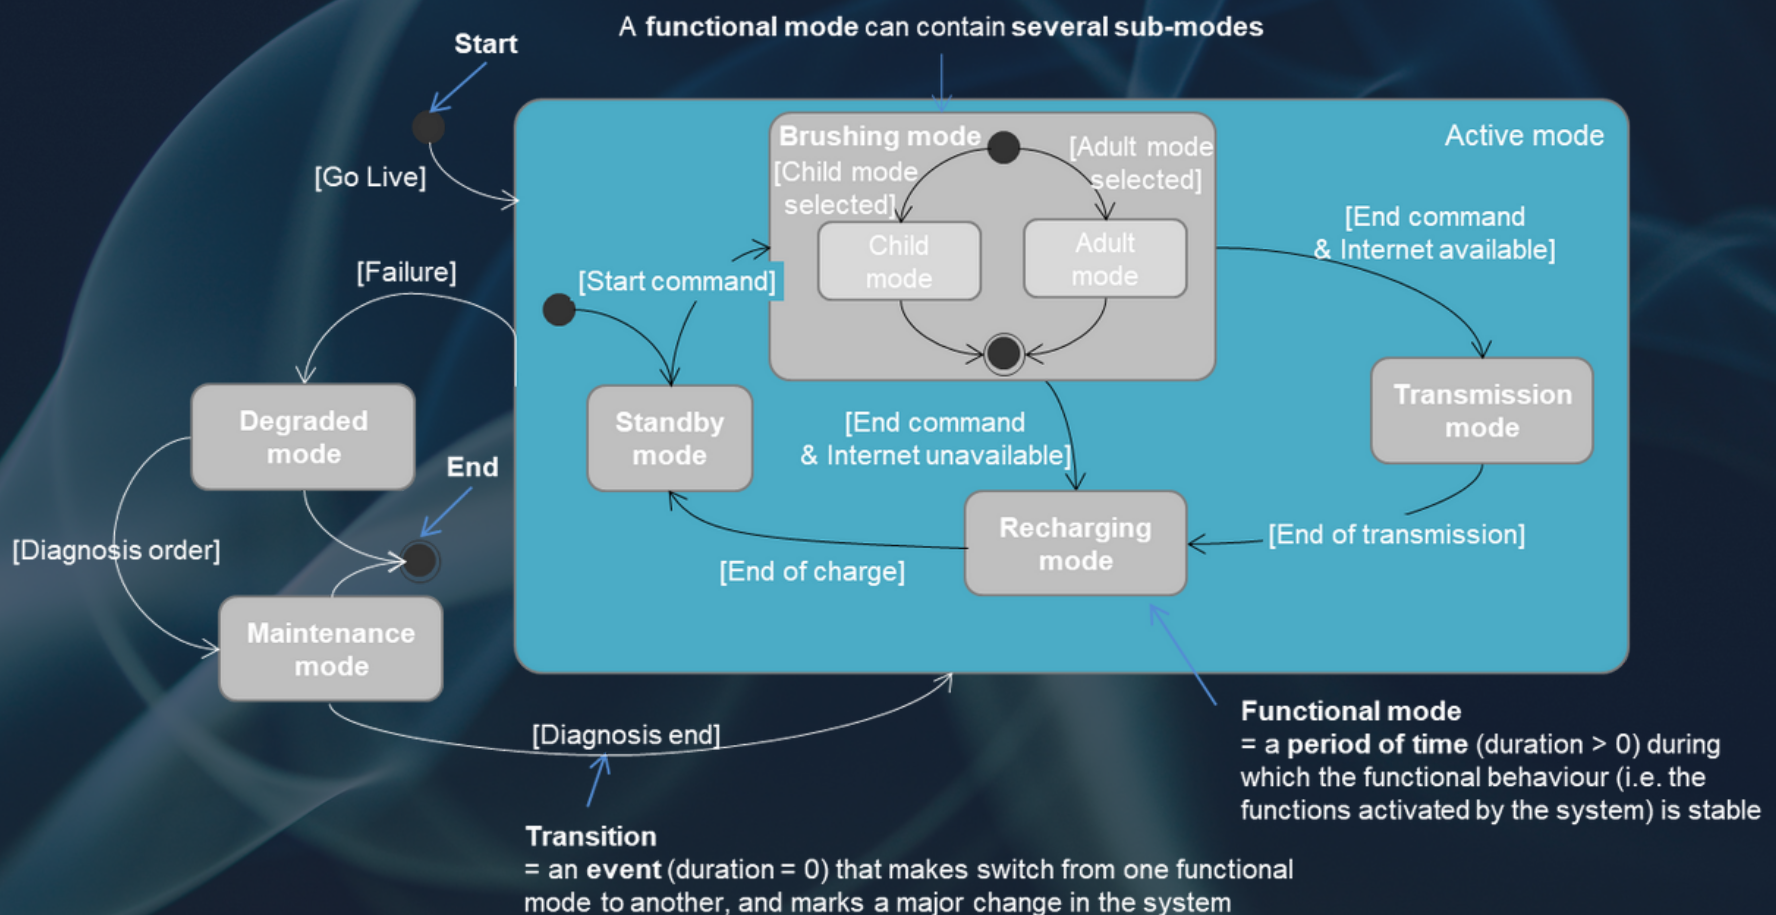 A functional mode can contain several sub-modes
Start
[Go Live]
Active mode
Brushing mode
[Child mode
selected]
[Adult mode
selected]
Child
mode
Adult
mode
[End command
& Internet available]
[Failure]
[Start command]
Degraded
mode
Standby
mode
Transmission
mode
[End command
& Internet unavailable]
End
[Diagnosis order]
Recharging
mode
[End of transmission]
[End of charge]
Maintenance
mode
[Diagnosis end]
Functional mode
= a period of time (duration > 0) during
which the functional behaviour (i.e. the
functions activated by the system) is stable
Transition
= an event (duration = 0) that makes switch from one functional
mode to another, and marks a major change in the system